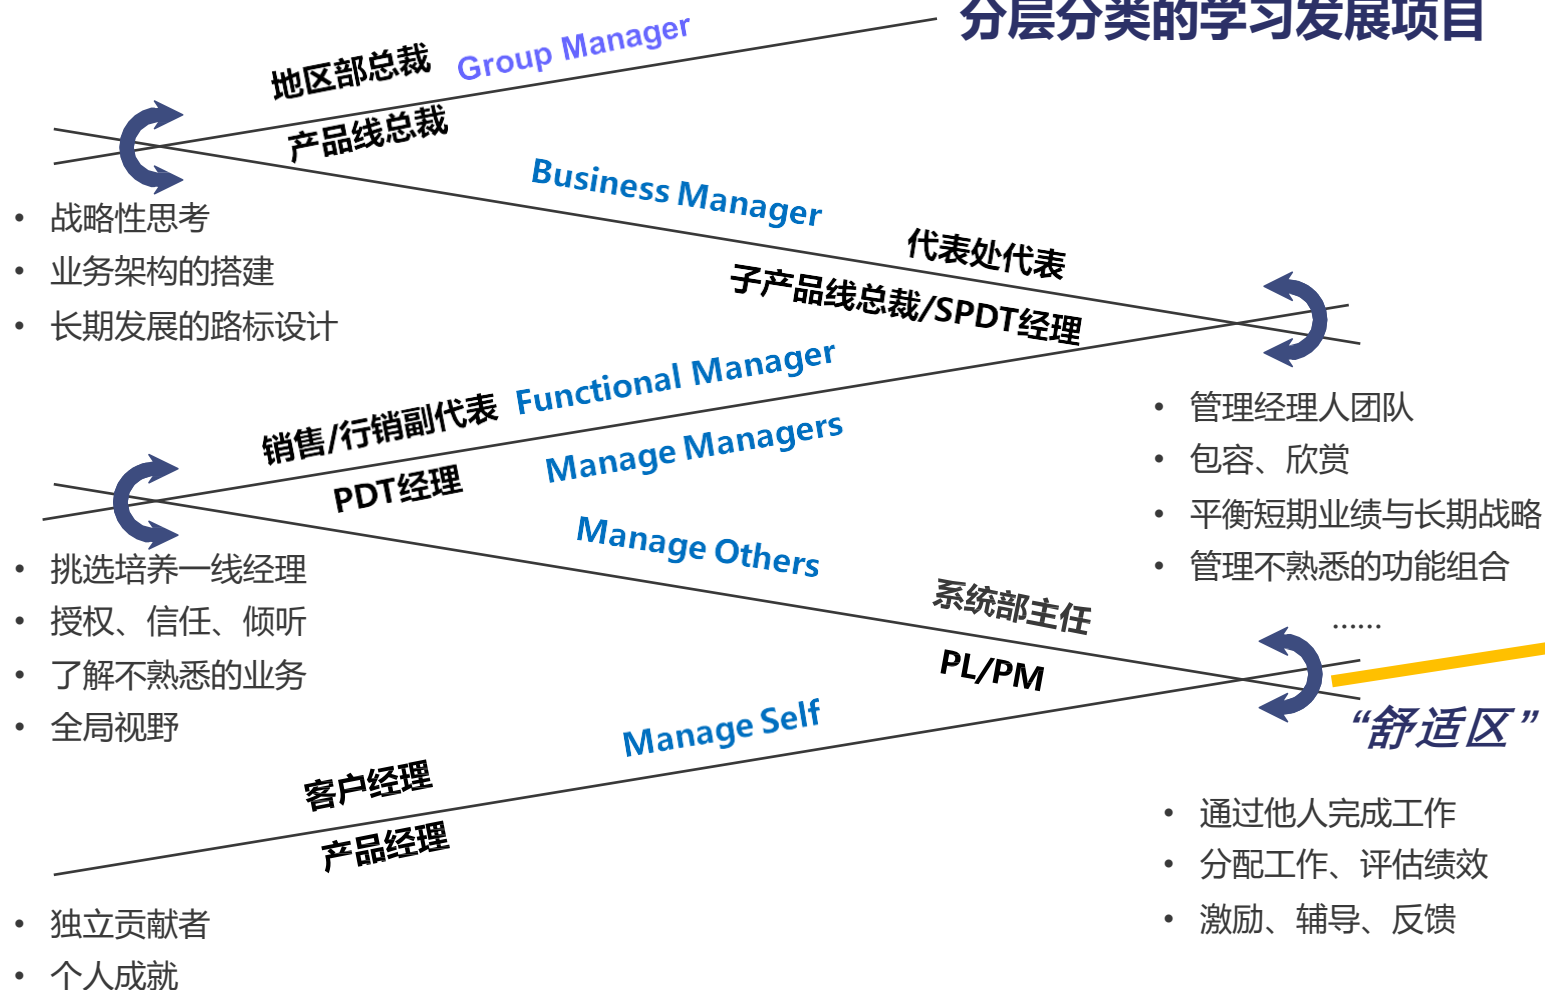 分层分类的学习发展项目
地区部总裁 Group Manager
产品线总裁
Business Manager
• 战略性思考
• 业务架构的搭建
• 长期发展的路标设计
代表处代表
子产品线总裁/SPDT经理
销售/行销副代表 Functional Manager
PDT经理 Manage Managers
• 管理经理人团队
• 包容、欣赏
• 平衡短期业绩与长期战略
• 管理不熟悉的功能组合
......
Manage Others
• 挑选培养一线经理
• 授权、信任、倾听
• 了解不熟悉的业务
• 全局视野
系统部主任
PL/PM
“舒适区”
Manage Self
客户经理
产品经理
• 通过他人完成工作
• 分配工作、评估绩效
• 激励、辅导、反馈
• 独立贡献者
• 个人成就